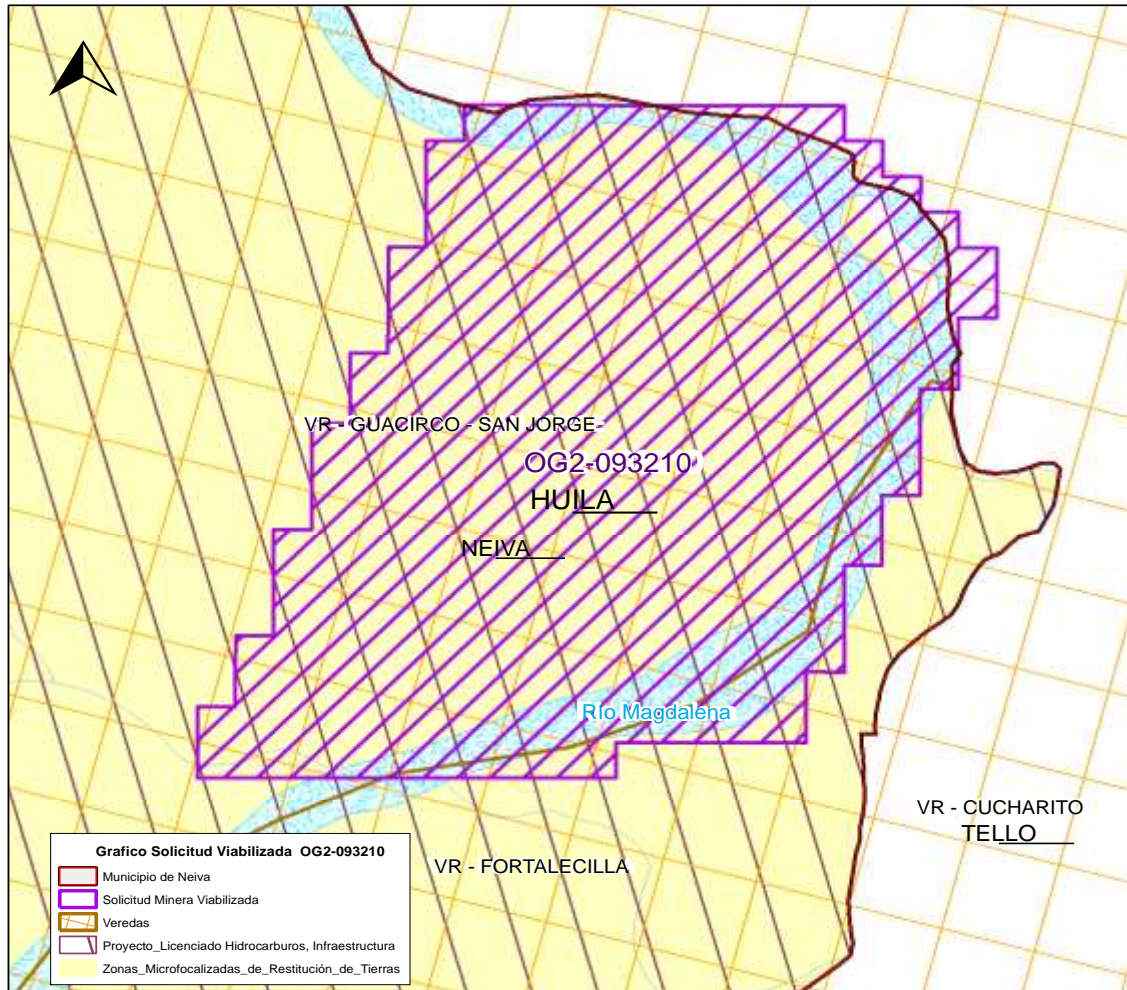 VR - GUACIRCO - SAN JORGE
OG2-093210
HUILA
NEIVA
Río Magdalena
VR - CUCHARITO
TELLO
VR - FORTALECILLA
Grafico Solicitud Viabilizada OG2-093210
Municipio de Neiva
Solicitud Minera Viabilizada
Veredas
Proyecto_Licenciado Hidrocarburos, Infraestructura
Zonas_Microfocalizadas_de_Restitución_de_Tierras